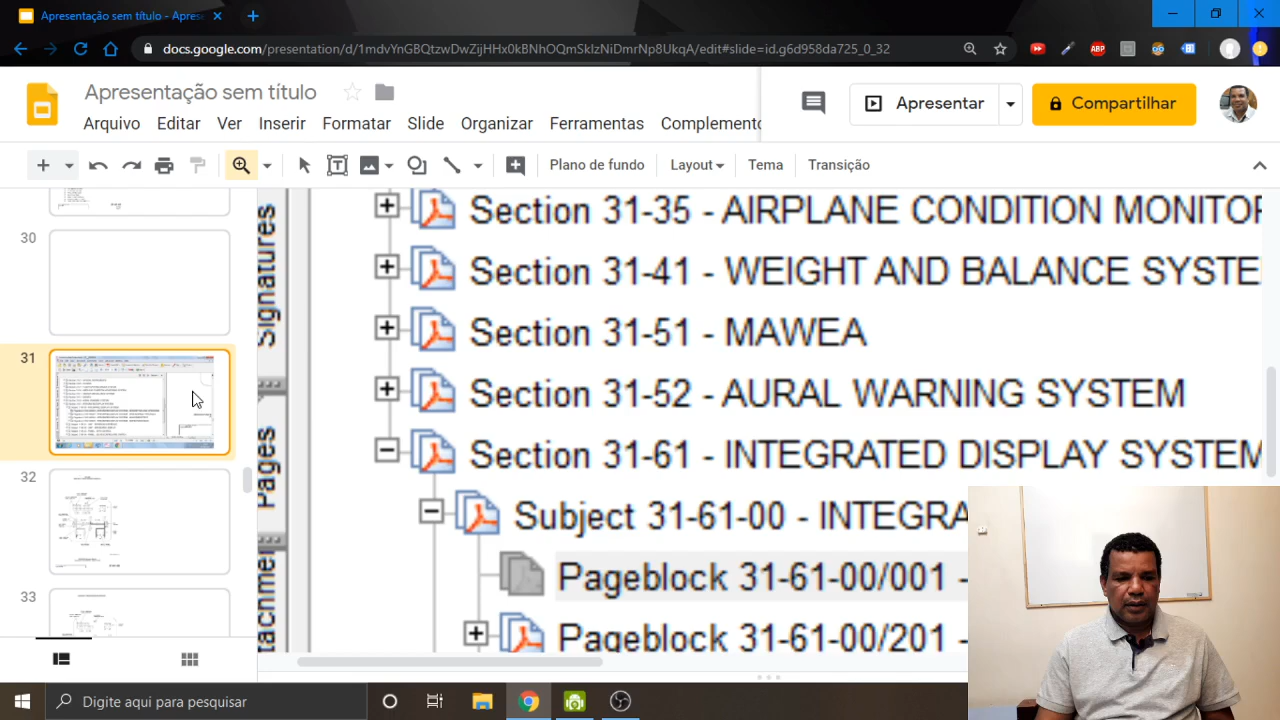 Apresentação sem título - Apres
docs.google.com/presentation/d/1mdvYnGBQtzwDwZijHHx0kBNhOQmSkIzNiDmrNp8UkqA/edit#slide=id.g6d958da725_0_32
ABP
Apresentação sem título
Apresentar
Compartilhar
Arquivo Editar Ver Inserir Formatar Slide Organizar Ferramentas Complemento
Plano de fundo Layout Tema Transição
30
31
32
33
Signatures
Pages
ttachmen
Section 31-35 - AIRPLANE CONDITION MONITOR
Section 31-41 - WEIGHT AND BALANCE SYSTE
Section 31-51 - MAWEA
Section 31-52 - AURAL WARNING SYSTEM
Section 31-61 - INTEGRATED DISPLAY SYSTEM
Subject 31-61-00 - INTEGRA
Pageblock 31-61-00/001 -
Pageblock 31-61-00/201 -
Digite aqui para pesquisar